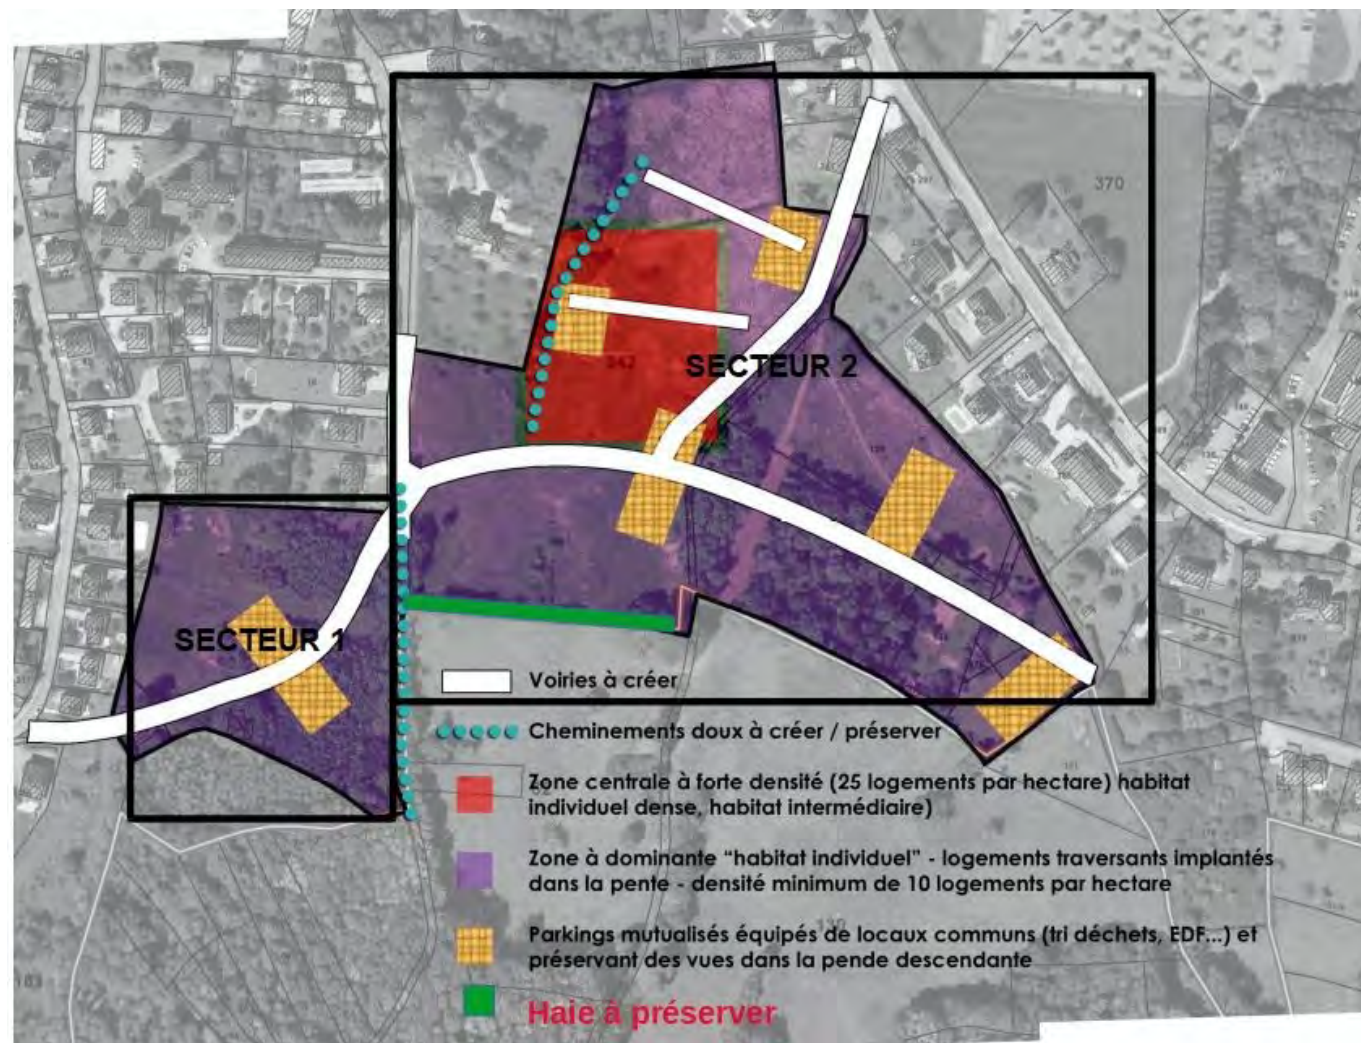 370
342
SECTEUR 2
SECTEUR 1
Voiries à créer
Cheminements doux à créer / préserver
Zone centrale à forte densité (25 logements par hectare) habitat
individuel dense, habitat intermédiaire)
Zone à dominante “habitat individuel” - logements traversants implantés
dans la pente - densité minimum de 10 logements par hectare
Parkings mutualisés équipés de locaux communs (tri déchets, EDF...) et
préservant des vues dans la pende descendante
Haie à préserver